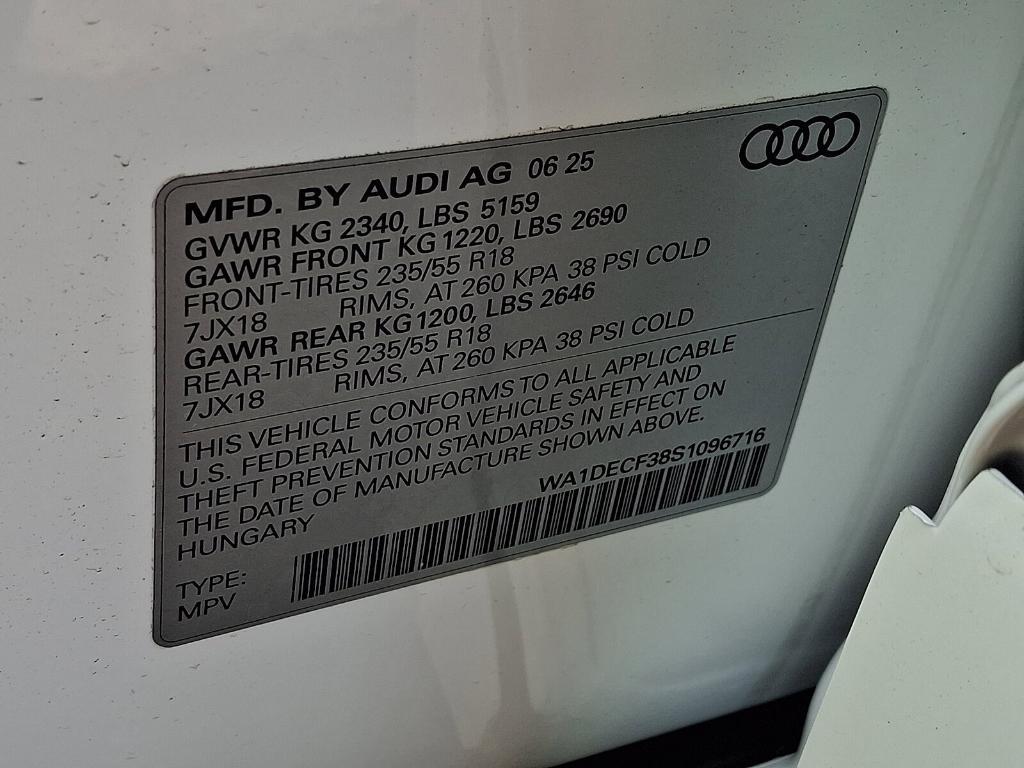 MFD. BY AUDI AG 06 25
GVWR KG 2340, LBS 5159
GAWR FRONT KG 1220, LBS 2690
FRONT-TIRES 235/55 R18
7JX18 RIMS, AT 260 KPA 38 PSI COLD
GAWR REAR KG 1200, LBS 2646
REAR-TIRES 235/55 R18
7JX18 RIMS, AT 260 KPA 38 PSI COLD
THIS VEHICLE CONFORMS TO ALL APPLICABLE
U.S. FEDERAL MOTOR VEHICLE SAFETY AND
THEFT PREVENTION STANDARDS IN EFFECT ON
THE DATE OF MANUFACTURE SHOWN ABOVE.
HUNGARY
WA1DECF38S1096716
TYPE:
MPV